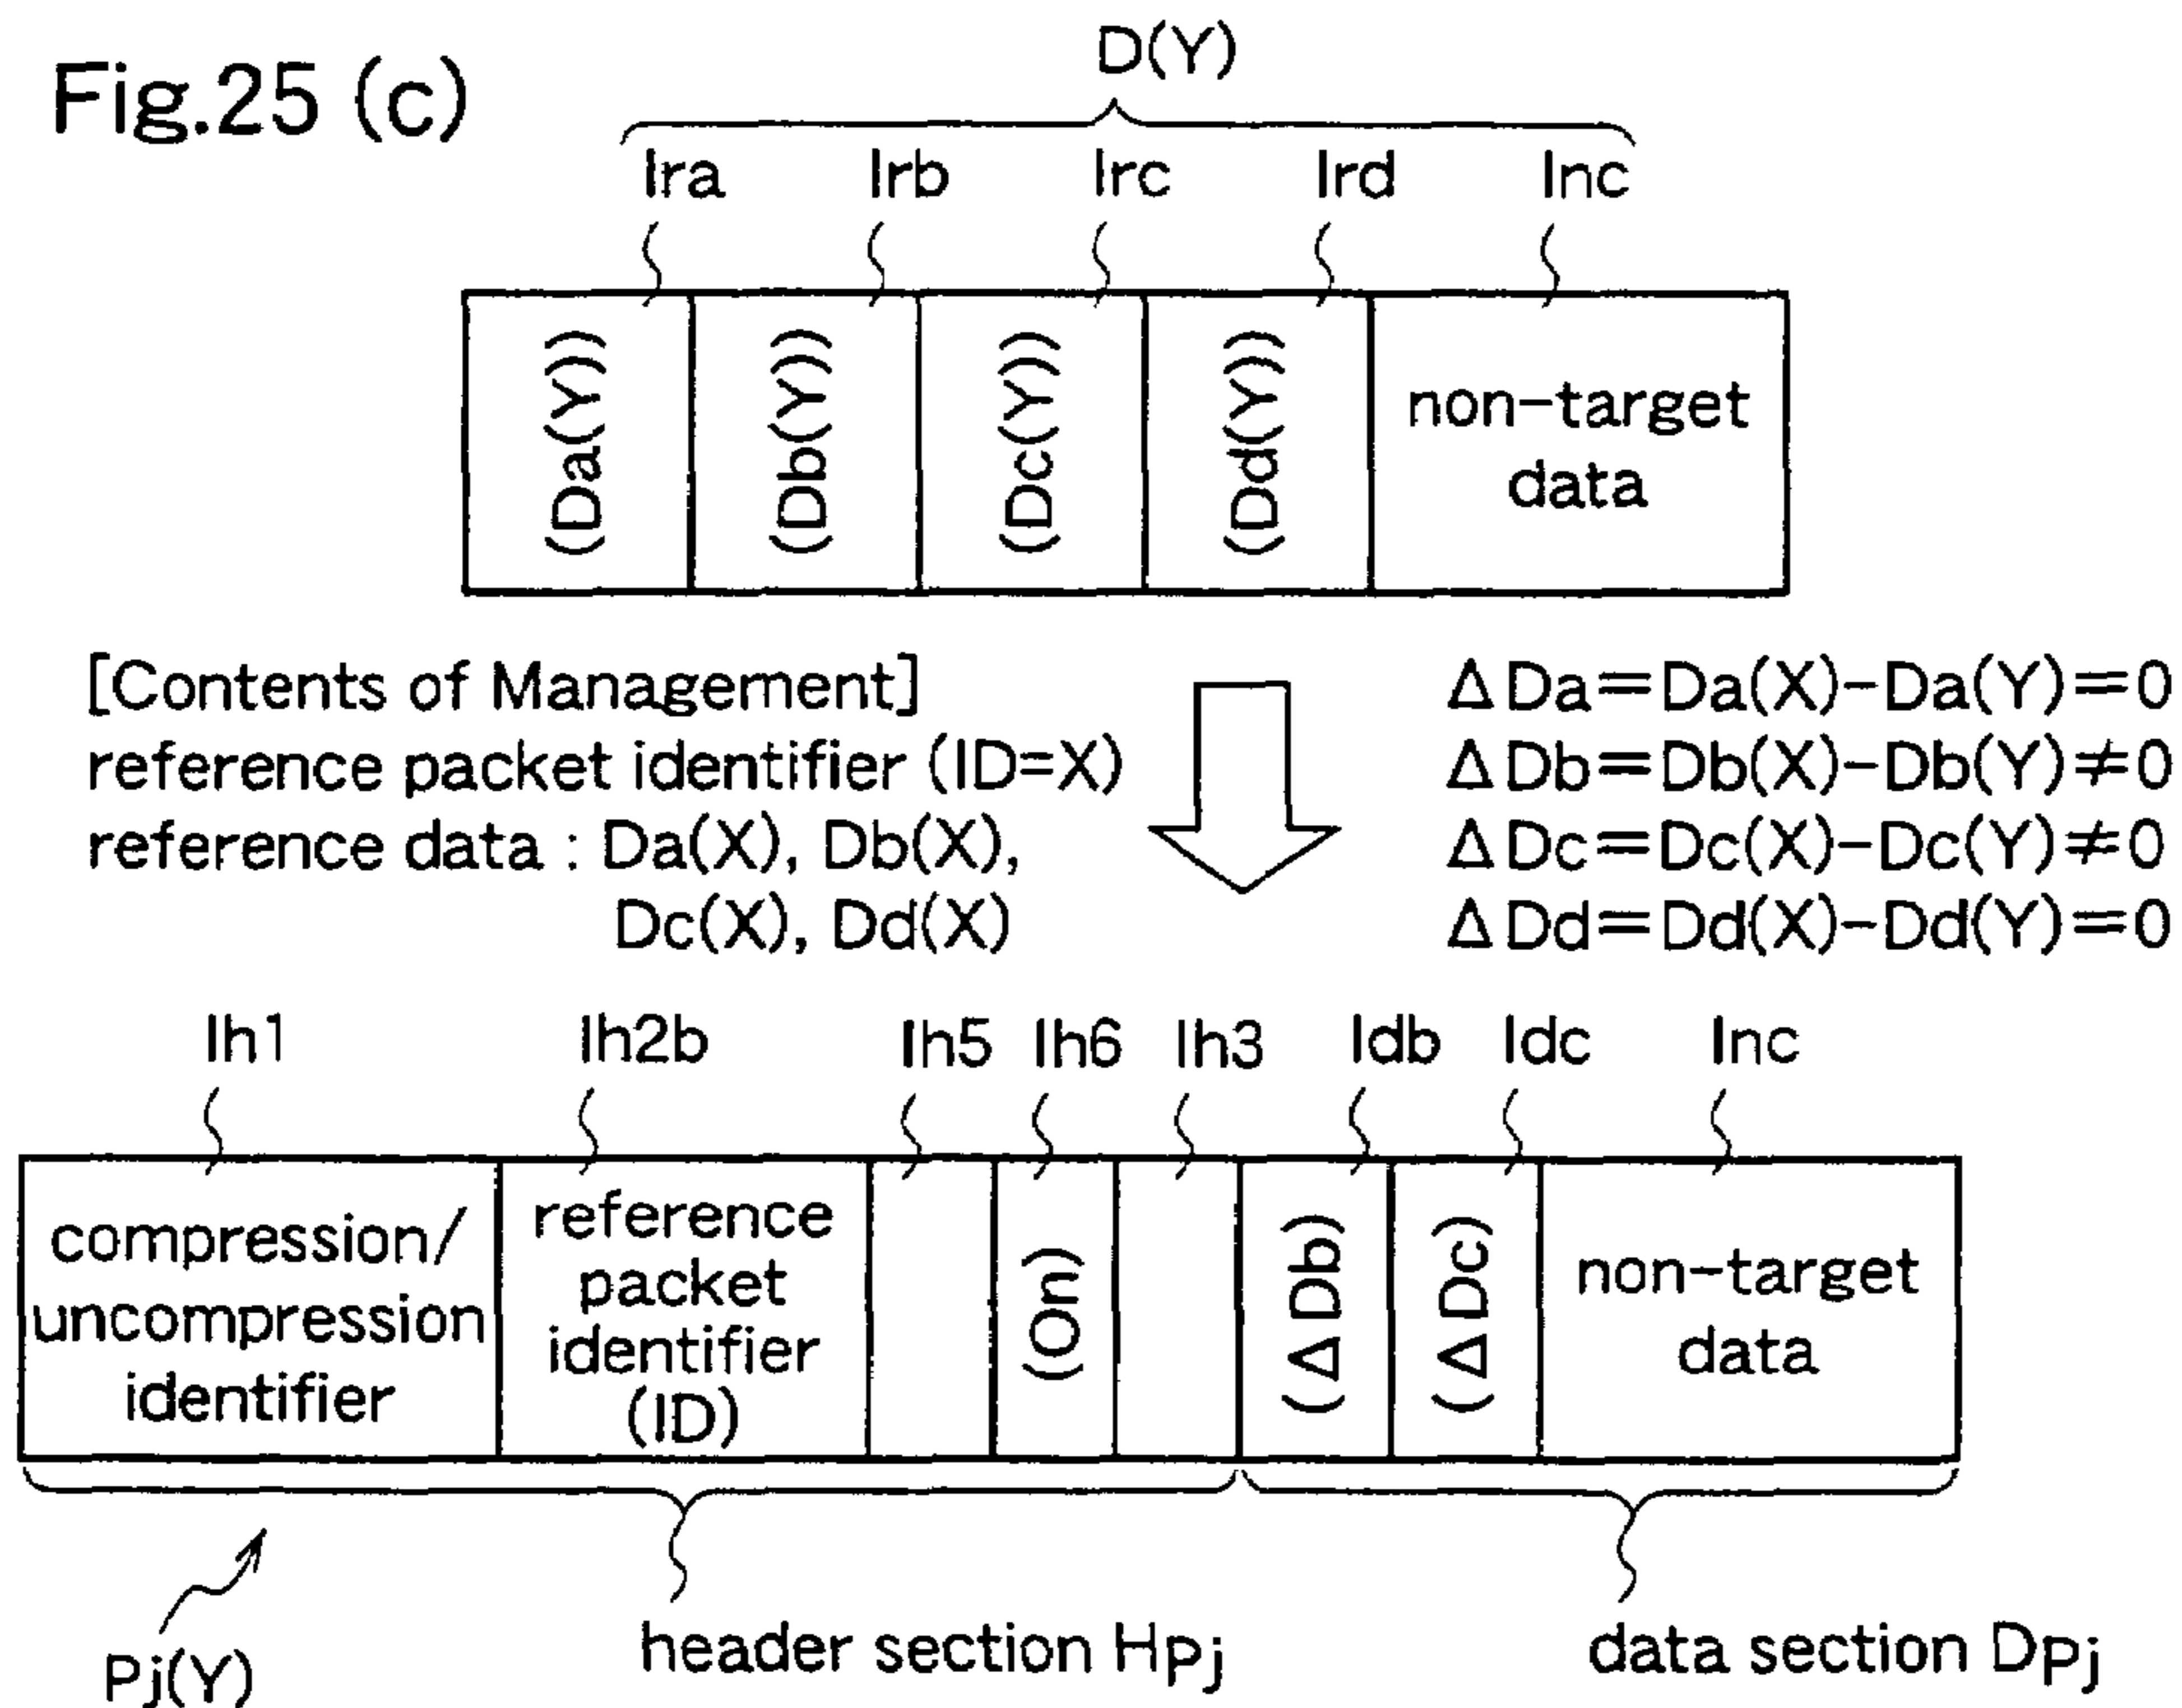 Fig.25 (c)
D(Y)
Ira Irb Irc Ird Inc
(Da(Y)) (Db(Y)) (Dc(Y)) (Dd(Y)) non-target
data
[Contents of Management]
reference packet identifier (ID=X)
reference data : Da(X), Db(X),
Dc(X), Dd(X)
ΔDa=Da(X)-Da(Y)=0
ΔDb=Db(X)-Db(Y)≠0
ΔDc=Dc(X)-Dc(Y)≠0
ΔDd=Dd(X)-Dd(Y)=0
Ih1 Ih2b Ih5 Ih6 Ih3 Idb Idc Inc
compression/
uncompression
identifier
reference
packet
identifier
(ID)
(On)
(ΔDb)
(ΔDc)
non-target
data
Pj(Y)
header section Hpj
data section Dpj